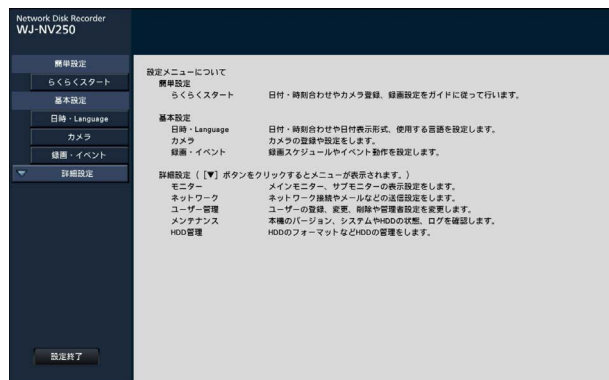 Network Disk Recorder
WJ-NV250
簡単設定
らくらくスタート
基本設定
日時・Language
カメラ
録画・イベント
詳細設定
設定終了
設定メニューについて
簡単設定
らくらくスタート 日付・時刻合わせやカメラ登録、録画設定をガイドに従って行います。
基本設定
日時・Language 日付・時刻合わせや日付表示形式、使用する言語を設定します。
カメラ カメラの登録や設定をします。
録画・イベント 録画スケジュールやイベント動作を設定します。
詳細設定（［▼］ボタンをクリックするとメニューが表示されます。）
モニター メインモニター、サブモニターの表示設定をします。
ネットワーク ネットワーク接続やメールなどの送信設定をします。
ユーザー管理 ユーザーの登録、変更、削除や管理者設定を変更します。
メンテナンス 本機のバージョン、システムやHDDの状態、ログを確認します。
HDD管理 HDDのフォーマットなどHDDの管理をします。